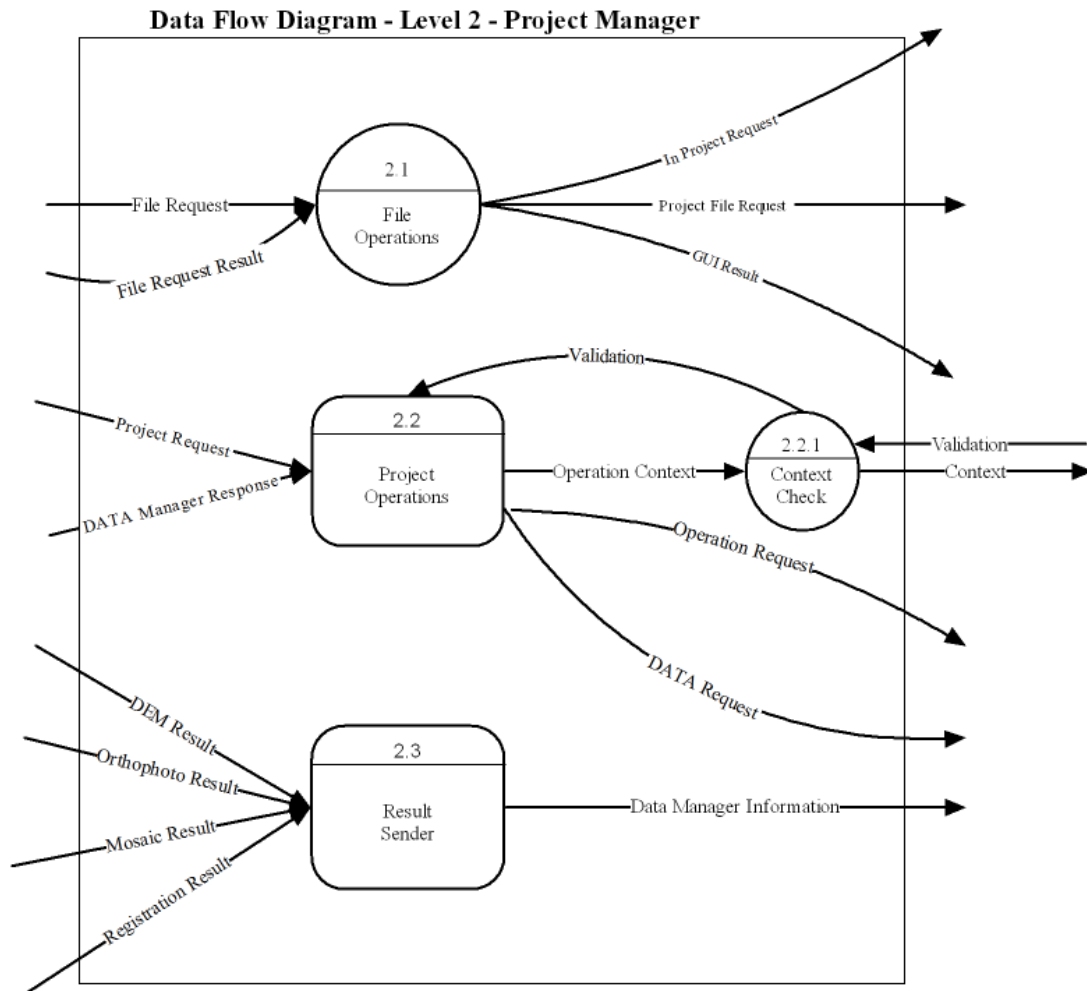 Data Flow Diagram - Level 2 - Project Manager
In Project Request
2.1
File Request
File
Operations
Project File Request
File Request Result
GUI Result
Validation
Project Request
2.2
2.2.1
Validation
Project
Operations
Operation Context
Context
Check
Context
DATA Manager Response
Operation Request
DATA Request
DEM Result
2.3
Orthophoto Result
Result
Sender
Data Manager Information
Mosaic Result
Registration Result